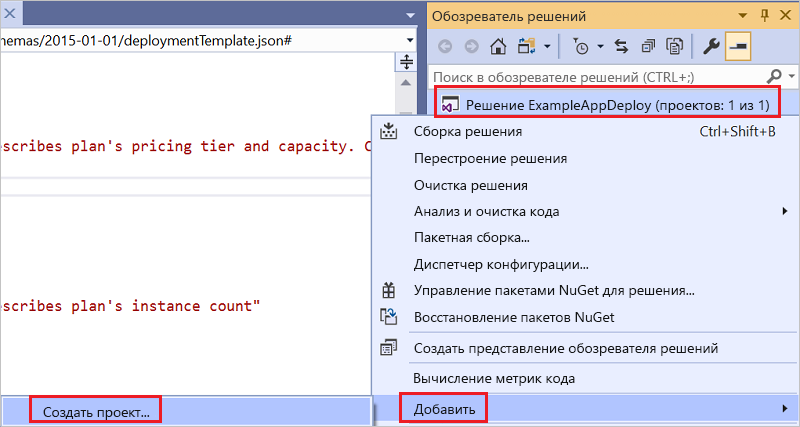 Обозреватель решений
nemas/2015-01-01/deploymentTemplate.json#
Поиск в обозревателе решений (CTRL+;)
Решение ExampleAppDeploy (проектов: 1 из 1)
Сборка решения Ctrl+Shift+B
escribes plan's pricing tier and capacity. C
Перестроение решения
Очистка решения
Анализ и очистка кода
Пакетная сборка...
Диспетчер конфигурации...
Управление пакетами NuGet для решения...
escribes plan's instance count"
Восстановление пакетов NuGet
Создать представление обозревателя решений
Вычисление метрик кода
Добавить
Создать проект...